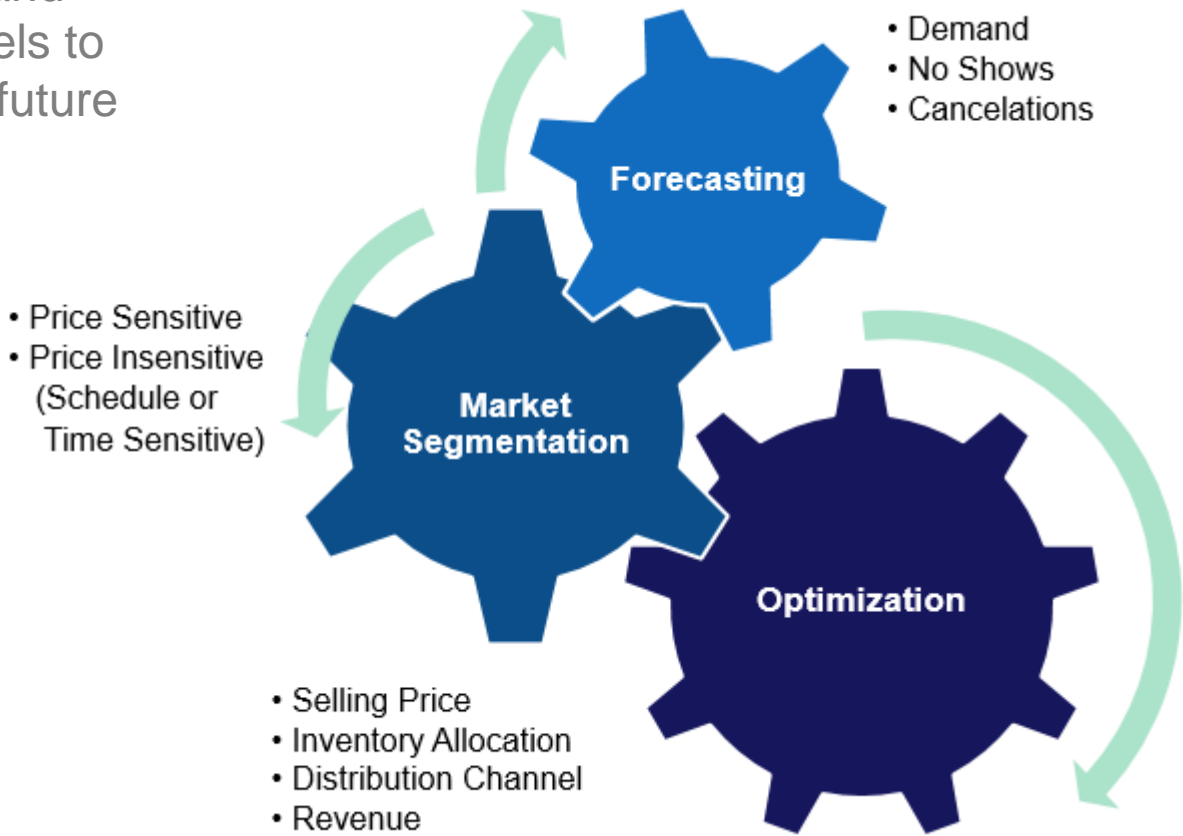 els to
future
• Demand
• No Shows
• Cancelations
Forecasting
• Price Sensitive
• Price Insensitive
(Schedule or
Time Sensitive)
Market
Segmentation
Optimization
• Selling Price
• Inventory Allocation
• Distribution Channel
• Revenue